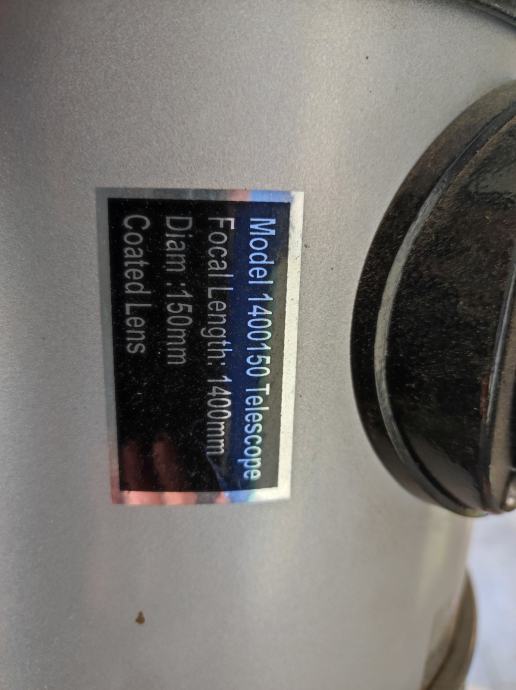 Model 1400150 Telescope
Focal Length: 1400mm
Diam :150mm
Coated Lens